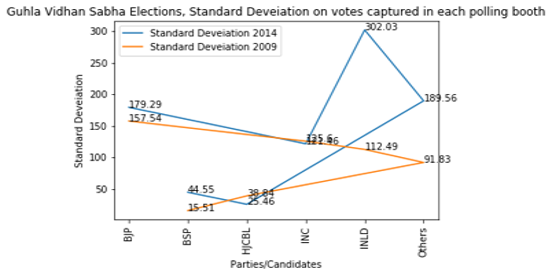 Guhla Vidhan Sabha Elections, Standard Deveiation on votes captured in each polling booth
Standard Deveiation 2014
Standard Deveiation 2009
Standard Deveiation
300
250
200
150
100
50
179.29
157.54
44.55
15.51
38.84
25.46
125.6
302.03
112.49
189.56
91.83
BJP
BSP
HJCBL
INC
INLD
Others
Parties/Candidates